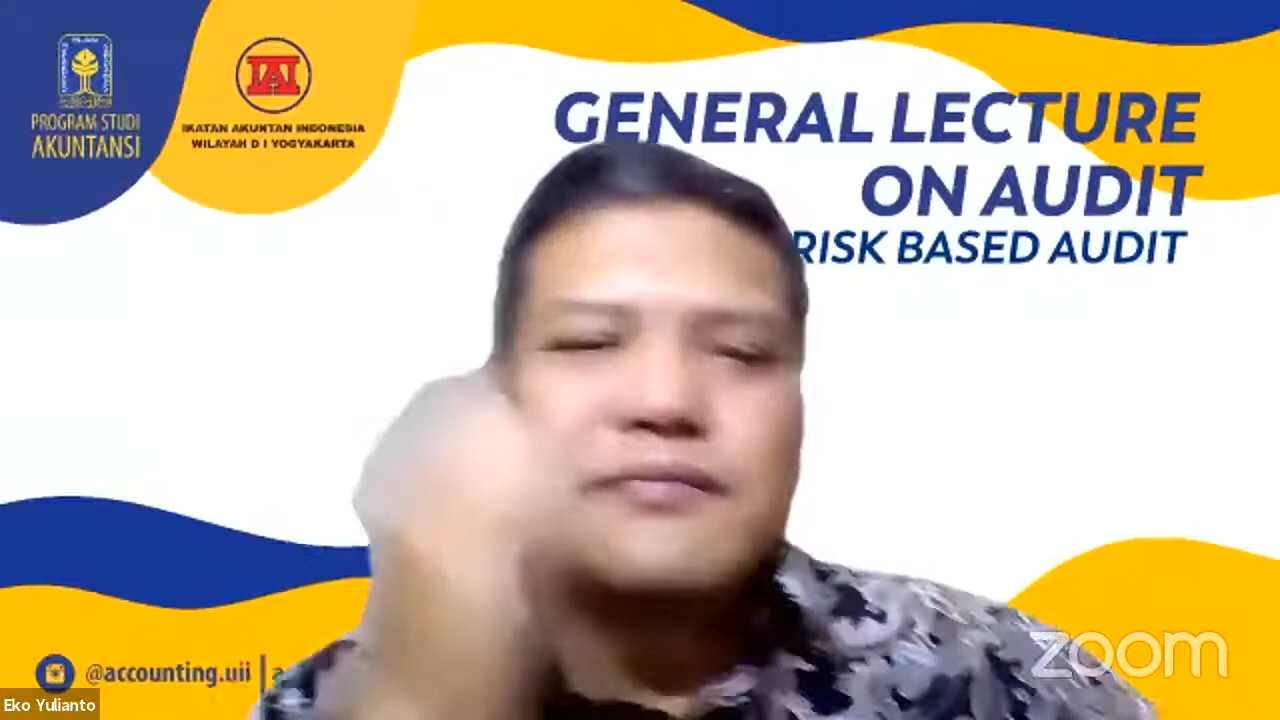 PROGRAM STUDI
AKUNTANSI
IAI
IKATAN AKUNTAN INDONESIA
WILAYAH D I YOGYAKARTA
GENERAL LECTURE
ON AUDIT
RISK BASED AUDIT
@accounting.uii
zoom
Eko Yulianto